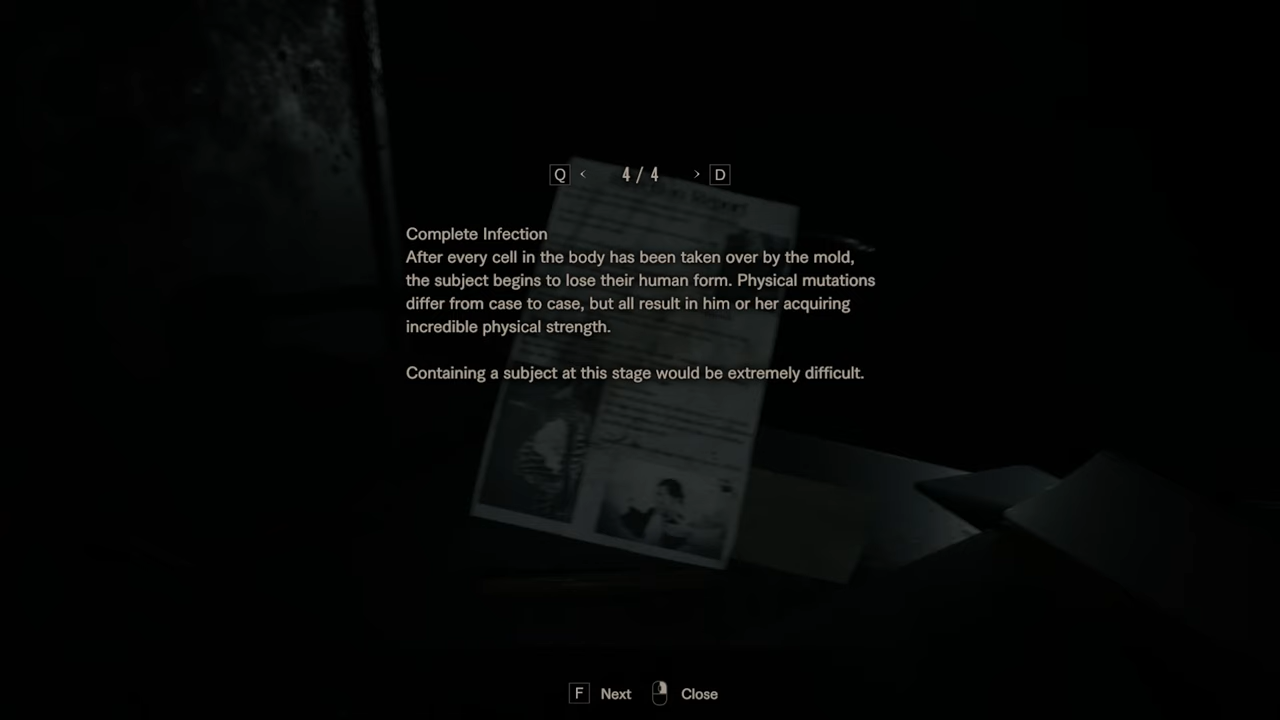 Q < 4 / 4 > D
Complete Infection
After every cell in the body has been taken over by the mold,
the subject begins to lose their human form. Physical mutations
differ from case to case, but all result in him or her acquiring
incredible physical strength.
Containing a subject at this stage would be extremely difficult.
F Next Close